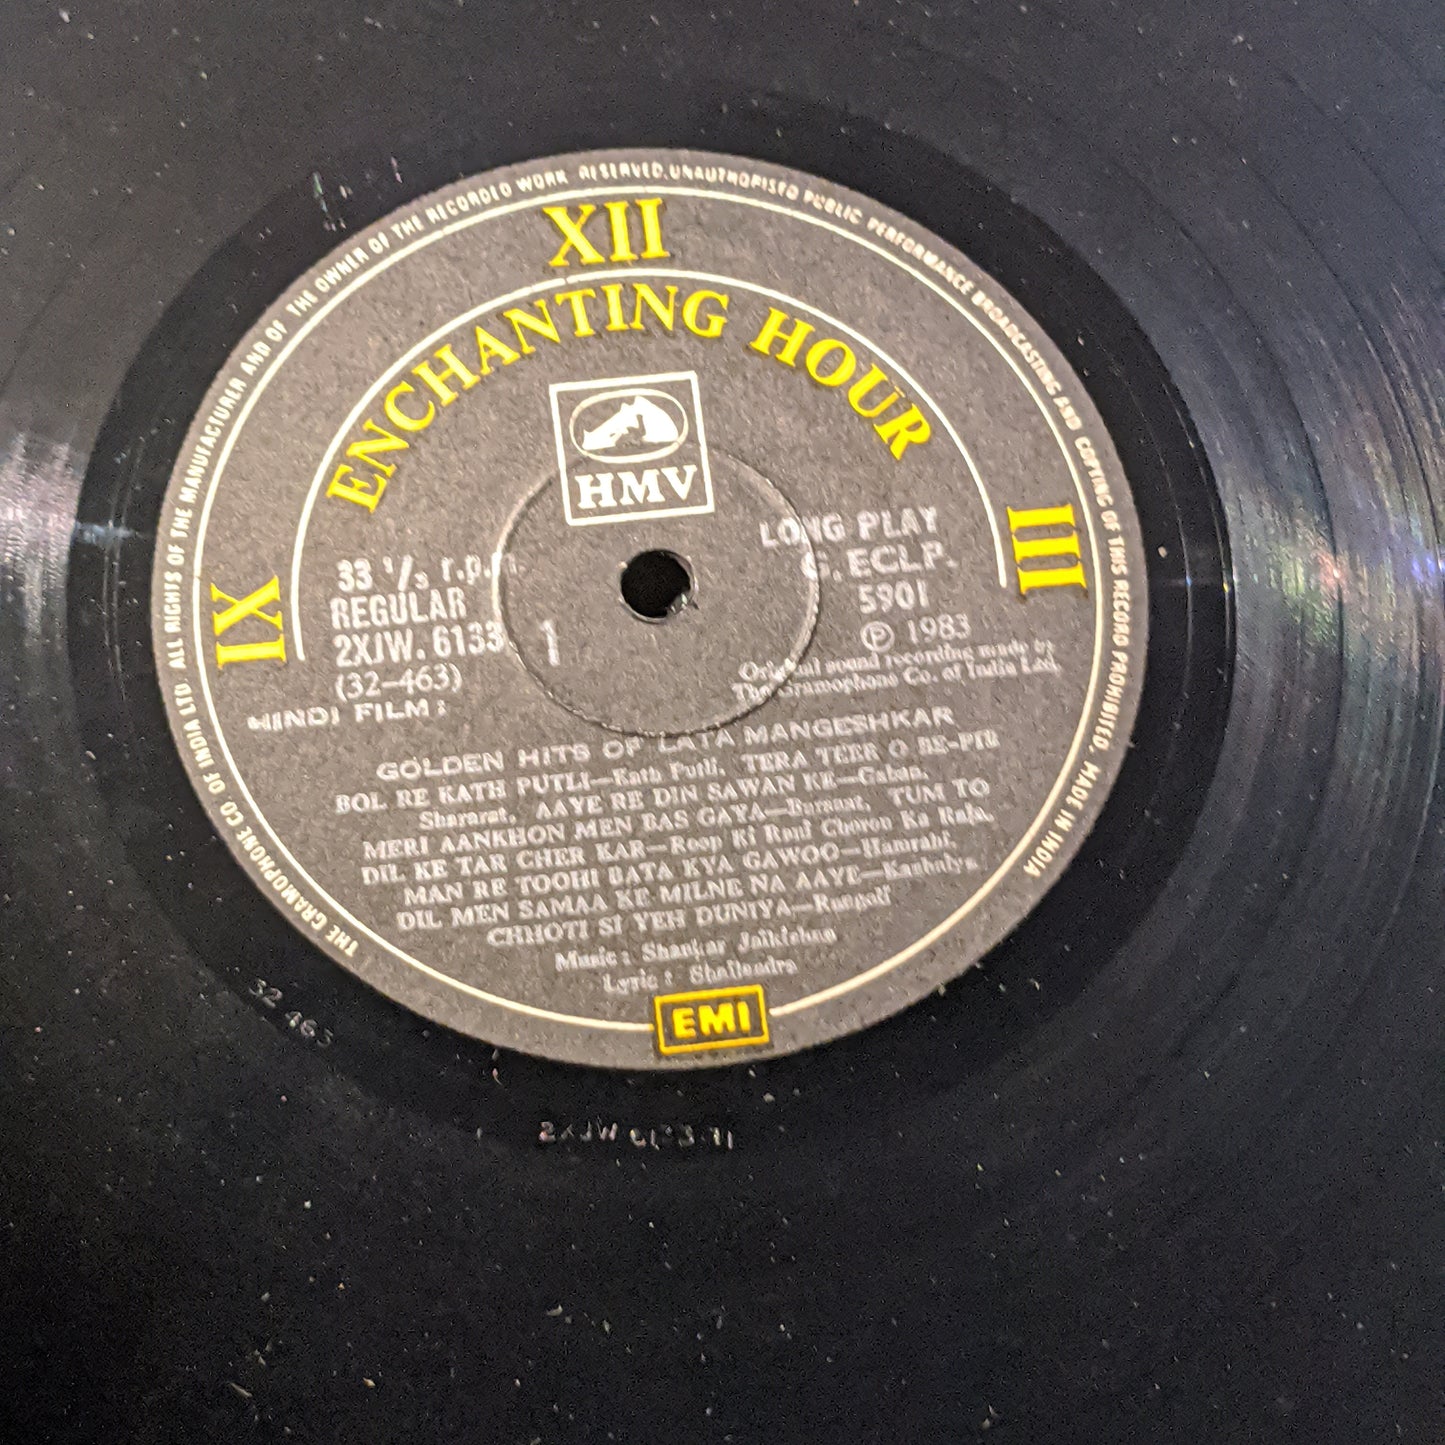 THE GRAMOPHONE CO OF INDIA LTD. ALL RIGHTS OF THE MANUFACTURER AND OF THE OWNER OF THE RECORDED WORK RESERVED. UNAUTHORISED PUBLIC PERFORMANCE BROADCASTING AND COPYING OF THIS RECORD PROHIBITED. MADE IN INDIA
XII
ENCHANTING HOUR
IX
III
HMV
33 1/3 r.p.m.
REGULAR
2XJW. 6133
(32-463)
1
LONG PLAY
G. ECLP.
5901
Ⓟ 1983
Original sound recording made by
The Gramophone Co. of India Ltd.
HINDI FILM:
GOLDEN HITS OF LATA MANGESHKAR
BOL RE KATH PUTLI—Kath Putli, TERA TEER O BE-PIR
Shararat, AAYE RE DIN SAWAN KE—Gaban,
MERI AANKHON MEN BAS GAYA—Barsaat, TUM TO
DIL KE TAR CHER KAR—Roop Ki Rani Choron Ka Raja,
MAN RE TOOHI BATA KYA GAWOO—Hamrahi,
DIL MEN SAMAA KE MILNE NA AAYE—Kanhaiya
CHHOTI SI YEH DUNIYA—Rungoli
Music: Shankar Jaikishan
Lyric: Shailendra
EMI
32 463
2XJW